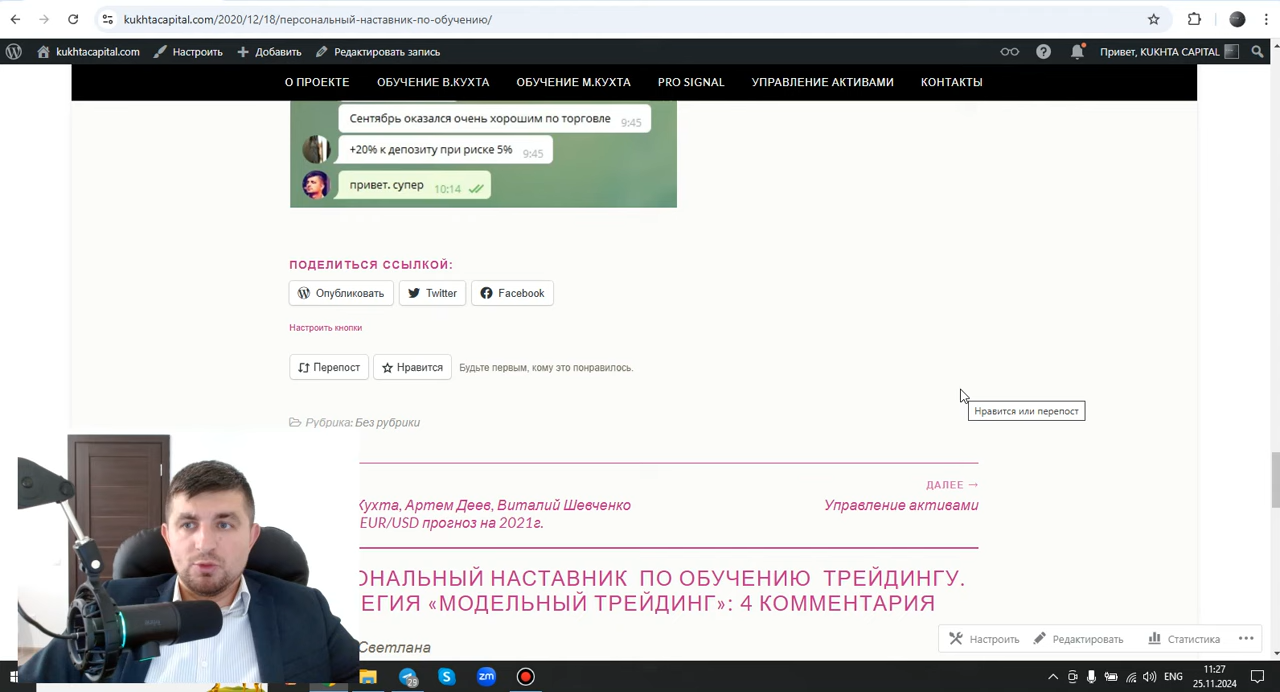 kukhtacapital.com/2020/12/18/персональный-наставник-по-обучению/
kukhtacapital.com Настроить Добавить Редактировать запись Привет, KUKHTA CAPITAL
О ПРОЕКТЕ ОБУЧЕНИЕ В.КУХТА ОБУЧЕНИЕ М.КУХТА PRO SIGNAL УПРАВЛЕНИЕ АКТИВАМИ КОНТАКТЫ
Сентябрь оказался очень хорошим по торговле 9:45
+20% к депозиту при риске 5% 9:45
привет. супер 10:14
ПОДЕЛИТЬСЯ ССЫЛКОЙ:
Опубликовать Twitter Facebook
Настроить кнопки
Перепост Нравится Будьте первым, кому это понравилось.
Нравится или перепост
Рубрика: Без рубрики
ДАЛЕЕ →
Кухта, Артем Деев, Виталий Шевченко Управление активами
EUR/USD прогноз на 2021г.
ОНАЛЬНЫЙ НАСТАВНИК ПО ОБУЧЕНИЮ ТРЕЙДИНГУ.
ЕГИЯ «МОДЕЛЬНЫЙ ТРЕЙДИНГ»: 4 КОММЕНТАРИЯ
Настроить Редактировать Статистика
Светлана
29 zm ENG 11:27
25.11.2024